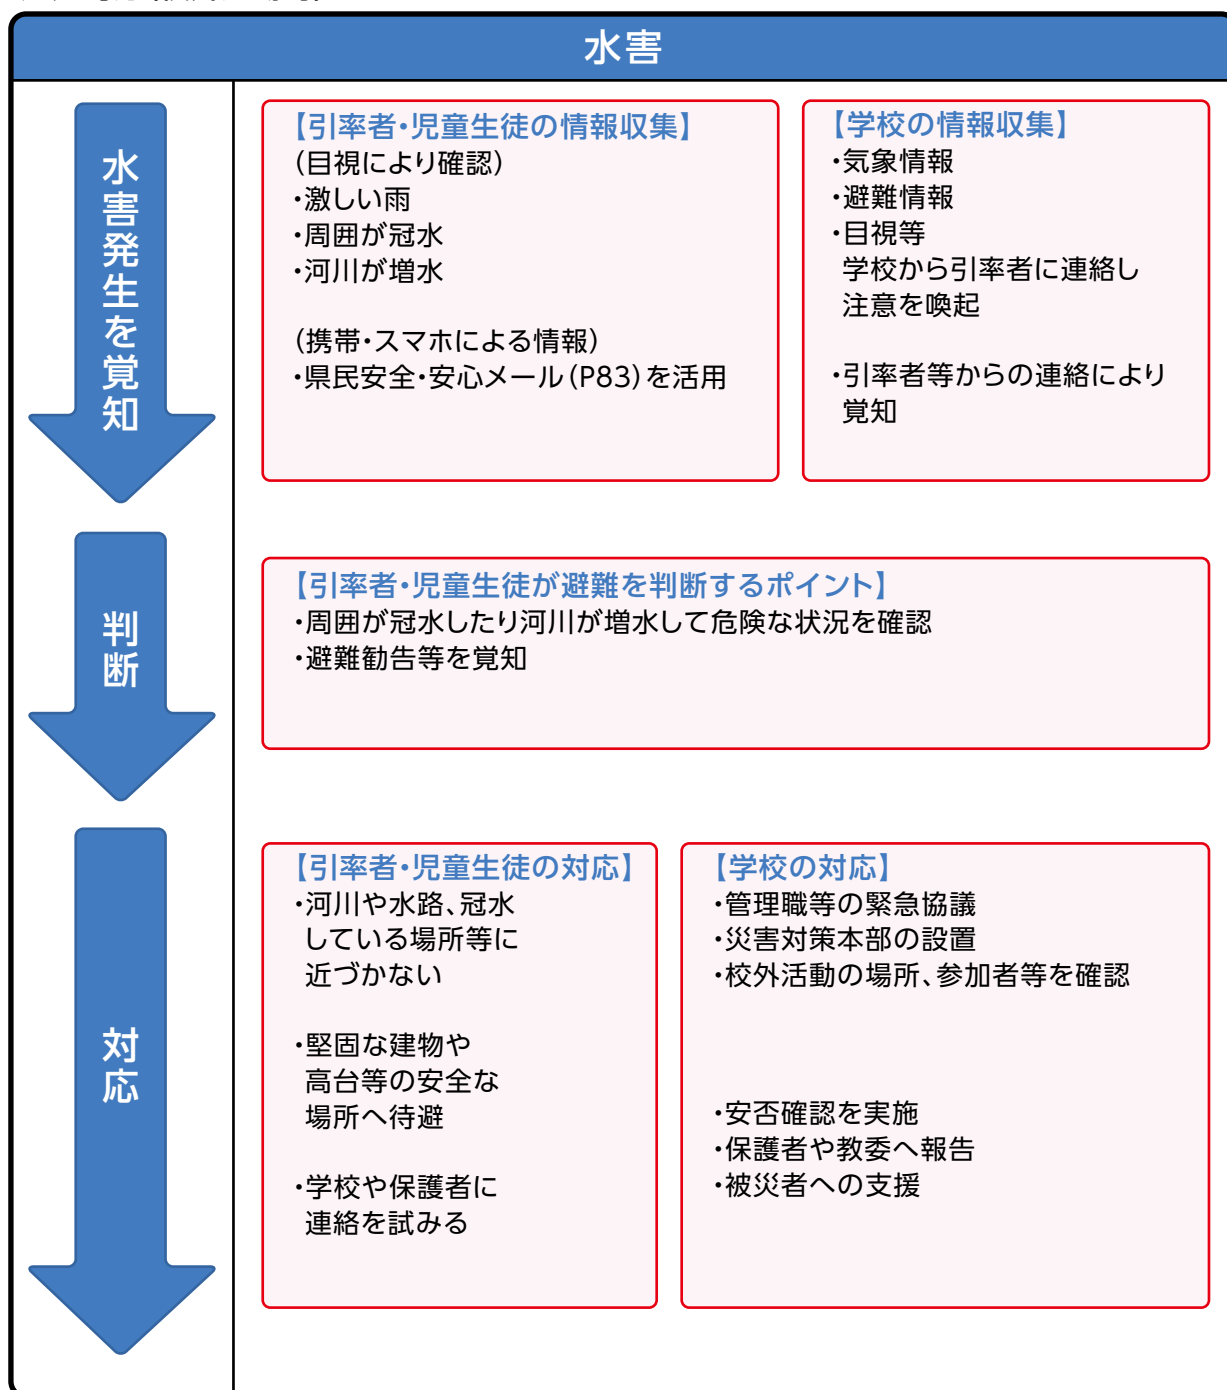 水害
水害発生を覚知
【引率者・児童生徒の情報収集】
（目視により確認）
・激しい雨
・周囲が冠水
・河川が増水
（携帯・スマホによる情報）
・県民安全・安心メール（P83）を活用
【学校の情報収集】
・気象情報
・避難情報
・目視等
学校から引率者に連絡し
注意を喚起
・引率者等からの連絡により
覚知
判断
【引率者・児童生徒が避難を判断するポイント】
・周囲が冠水したり河川が増水して危険な状況を確認
・避難勧告等を覚知
対応
【引率者・児童生徒の対応】
・河川や水路、冠水
している場所等に
近づかない
・堅固な建物や
高台等の安全な
場所へ待避
・学校や保護者に
連絡を試みる
【学校の対応】
・管理職等の緊急協議
・災害対策本部の設置
・校外活動の場所、参加者等を確認
・安否確認を実施
・保護者や教委へ報告
・被災者への支援